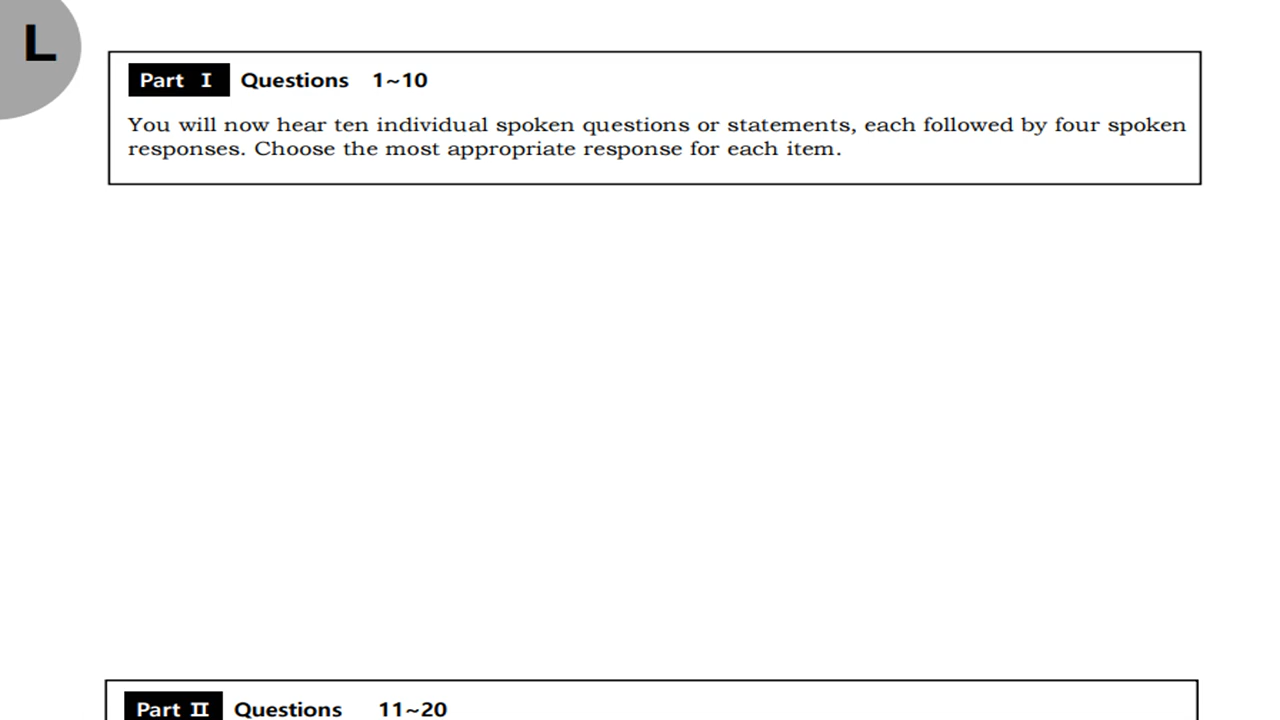 L
Part I Questions 1~10
You will now hear ten individual spoken questions or statements, each followed by four spoken
responses. Choose the most appropriate response for each item.
Part II Questions 11~20